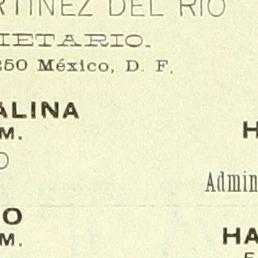 RTINEZ DEL RIO
IETARIO.
250 México, D. F.
ALINA
M.
O
H
Admin
O
M.
HA